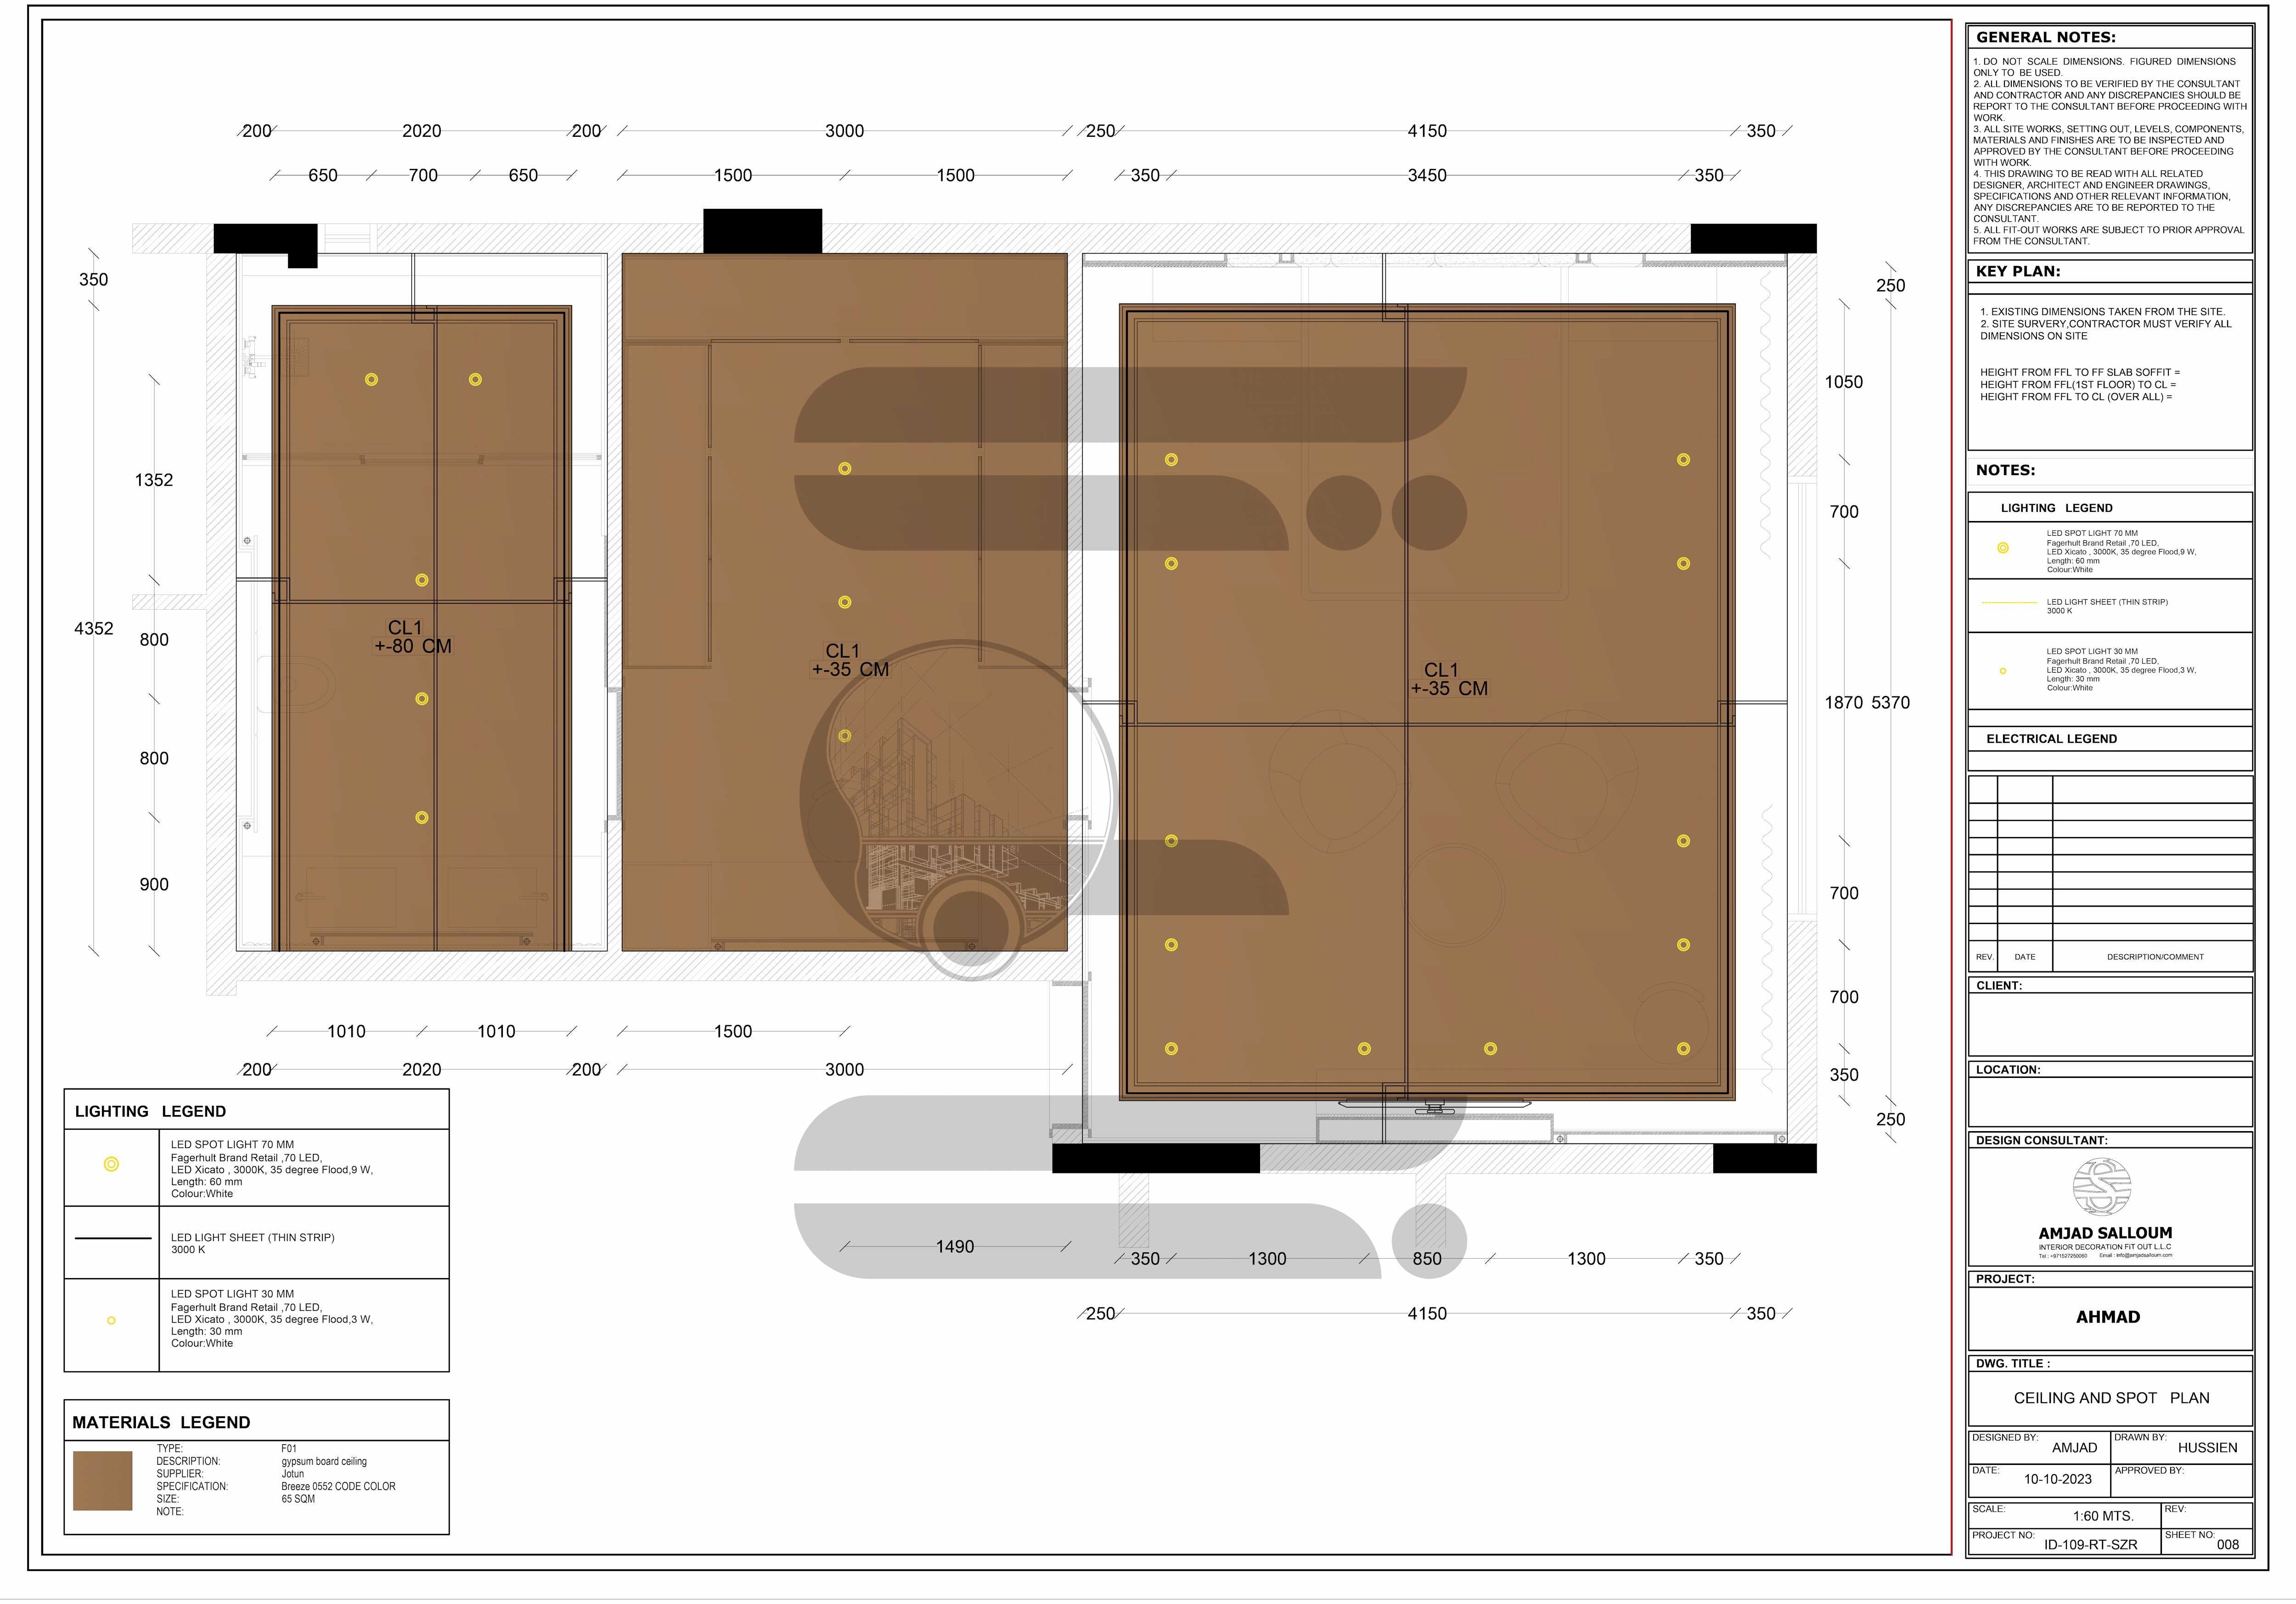 200 2020 200 3000 250 4150 350
650 700 650 1500 1500 350 3450 350
350
1352
4352
800
800
900
250
1050
700
1870 5370
700
700
350
250
CL1
+-80 CM
CL1
+-35 CM
CL1
+-35 CM
1010 1010 1500
200 2020 200 3000
1490 350 1300 850 1300 350
250 4150 350
LIGHTING LEGEND
LED SPOT LIGHT 70 MM
Fagerhult Brand Retail ,70 LED,
LED Xicato , 3000K, 35 degree Flood,9 W,
Length: 60 mm
Colour:White
LED LIGHT SHEET (THIN STRIP)
3000 K
LED SPOT LIGHT 30 MM
Fagerhult Brand Retail ,70 LED,
LED Xicato , 3000K, 35 degree Flood,3 W,
Length: 30 mm
Colour:White
MATERIALS LEGEND
TYPE: F01
DESCRIPTION: gypsum board ceiling
SUPPLIER: Jotun
SPECIFICATION: Breeze 0552 CODE COLOR
SIZE: 65 SQM
NOTE:
GENERAL NOTES:
1. DO NOT SCALE DIMENSIONS. FIGURED DIMENSIONS
ONLY TO BE USED.
2. ALL DIMENSIONS TO BE VERIFIED BY THE CONSULTANT
AND CONTRACTOR AND ANY DISCREPANCIES SHOULD BE
REPORT TO THE CONSULTANT BEFORE PROCEEDING WITH
WORK.
3. ALL SITE WORKS, SETTING OUT, LEVELS, COMPONENTS,
MATERIALS AND FINISHES ARE TO BE INSPECTED AND
APPROVED BY THE CONSULTANT BEFORE PROCEEDING
WITH WORK.
4. THIS DRAWING TO BE READ WITH ALL RELATED
DESIGNER, ARCHITECT AND ENGINEER DRAWINGS,
SPECIFICATIONS AND OTHER RELEVANT INFORMATION,
ANY DISCREPANCIES ARE TO BE REPORTED TO THE
CONSULTANT.
5. ALL FIT-OUT WORKS ARE SUBJECT TO PRIOR APPROVAL
FROM THE CONSULTANT.
KEY PLAN:
1. EXISTING DIMENSIONS TAKEN FROM THE SITE.
2. SITE SURVERY,CONTRACTOR MUST VERIFY ALL
DIMENSIONS ON SITE
HEIGHT FROM FFL TO FF SLAB SOFFIT =
HEIGHT FROM FFL(1ST FLOOR) TO CL =
HEIGHT FROM FFL TO CL (OVER ALL) =
NOTES:
LIGHTING LEGEND
LED SPOT LIGHT 70 MM
Fagerhult Brand Retail ,70 LED,
LED Xicato , 3000K, 35 degree Flood,9 W,
Length: 60 mm
Colour:White
LED LIGHT SHEET (THIN STRIP)
3000 K
LED SPOT LIGHT 30 MM
Fagerhult Brand Retail ,70 LED,
LED Xicato , 3000K, 35 degree Flood,3 W,
Length: 30 mm
Colour:White
ELECTRICAL LEGEND
REV. DATE DESCRIPTION/COMMENT
CLIENT:
LOCATION:
DESIGN CONSULTANT:
AMJAD SALLOUM
INTERIOR DECORATION FIT OUT L.L.C
Tel : +971527250060 Email : info@amjadsalloum.com
PROJECT:
AHMAD
DWG. TITLE :
CEILING AND SPOT PLAN
DESIGNED BY: AMJAD DRAWN BY: HUSSIEN
DATE: 10-10-2023 APPROVED BY:
SCALE: 1:60 MTS. REV:
PROJECT NO: ID-109-RT-SZR SHEET NO: 008